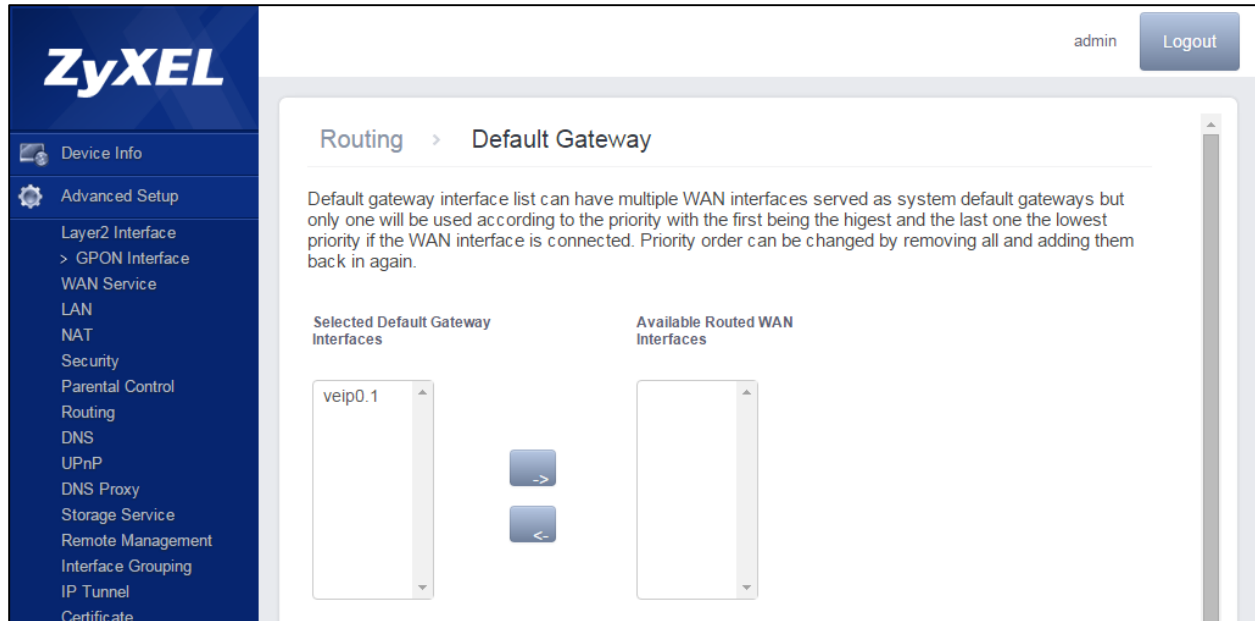 ZyXEL
admin
Logout
Device Info
Advanced Setup
Layer2 Interface
> GPON Interface
WAN Service
LAN
NAT
Security
Parental Control
Routing
DNS
UPnP
DNS Proxy
Storage Service
Remote Management
Interface Grouping
IP Tunnel
Certificate
Routing > Default Gateway
Default gateway interface list can have multiple WAN interfaces served as system default gateways but
only one will be used according to the priority with the first being the higest and the last one the lowest
priority if the WAN interface is connected. Priority order can be changed by removing all and adding them
back in again.
Selected Default Gateway
Interfaces
Available Routed WAN
Interfaces
veip0.1
->
<-